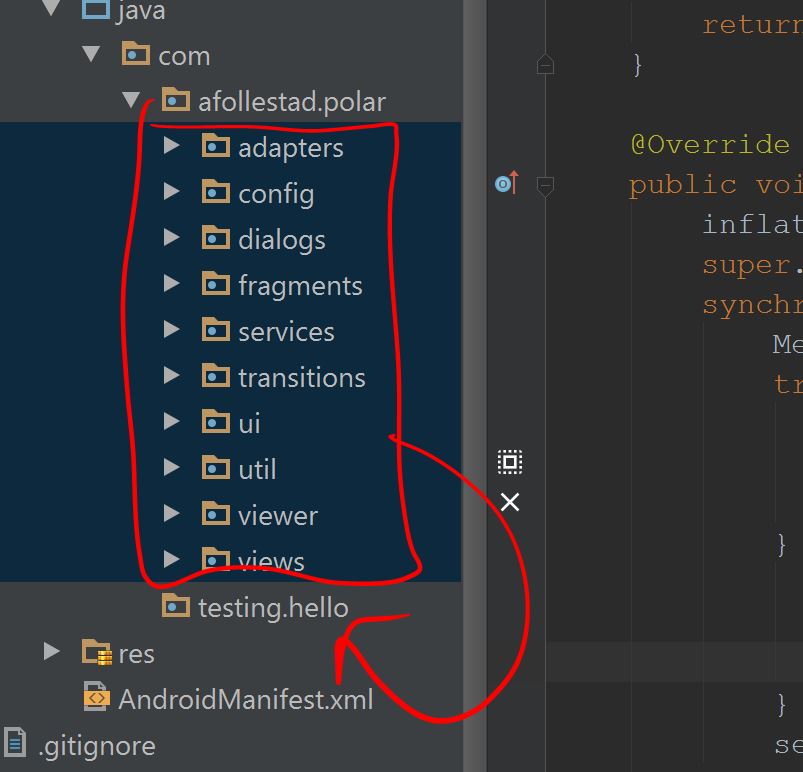 java
com
afollestad.polar
adapters
config
dialogs
fragments
services
transitions
ui
util
viewer
views
testing.hello
res
AndroidManifest.xml
.gitignore
return
}
@Override
public voi
inflat
super.
synchr
Me
tr
}
}
se